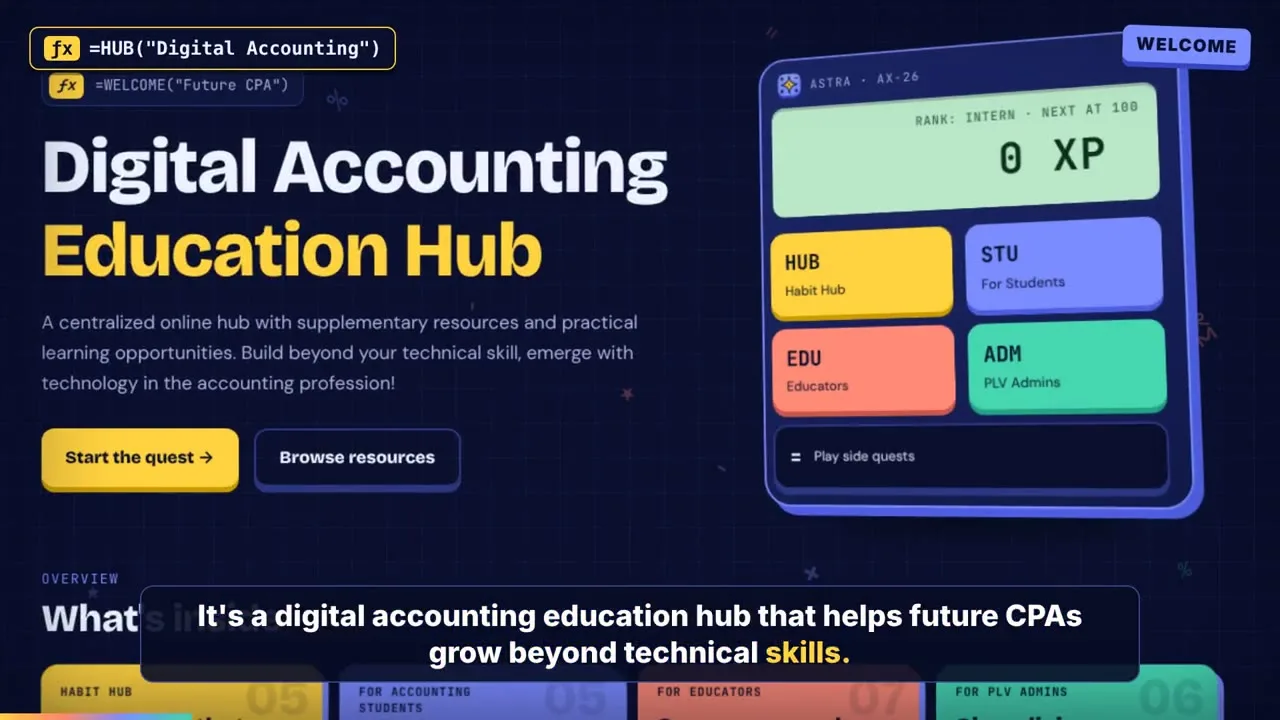 ƒx =HUB("Digital Accounting")
WELCOME
ƒx =WELCOME("Future CPA")
ASTRA · AX-26
RANK: INTERN · NEXT AT 100
0 XP
Digital Accounting
Education Hub
A centralized online hub with supplementary resources and practical
learning opportunities. Build beyond your technical skill, emerge with
technology in the accounting profession!
Start the quest →
Browse resources
HUB
Habit Hub
STU
For Students
EDU
Educators
ADM
PLV Admins
= Play side quests
OVERVIEW
What's inside
It's a digital accounting education hub that helps future CPAs
grow beyond technical skills.
HABIT HUB
05
FOR ACCOUNTING
STUDENTS
05
FOR EDUCATORS
07
FOR PLV ADMINS
06